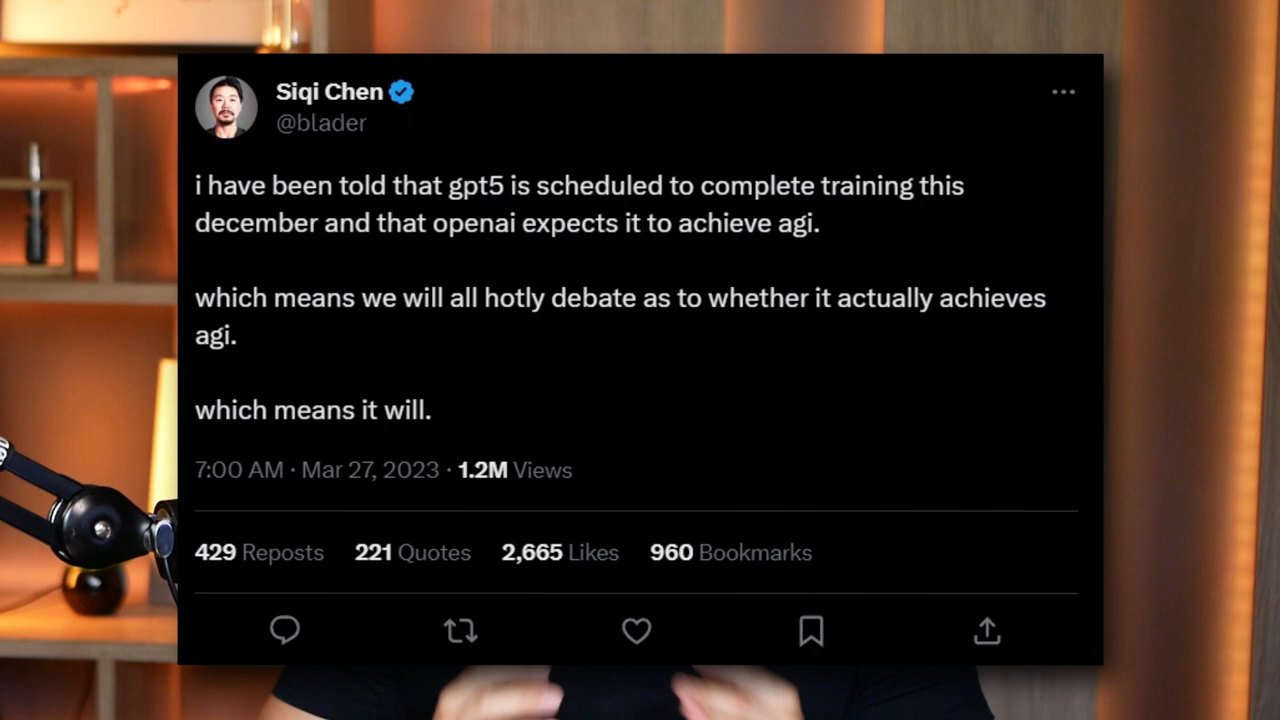 Siqi Chen
@blader
i have been told that gpt5 is scheduled to complete training this
december and that openai expects it to achieve agi.
which means we will all hotly debate as to whether it actually achieves
agi.
which means it will.
7:00 AM · Mar 27, 2023 · 1.2M Views
429 Reposts 221 Quotes 2,665 Likes 960 Bookmarks